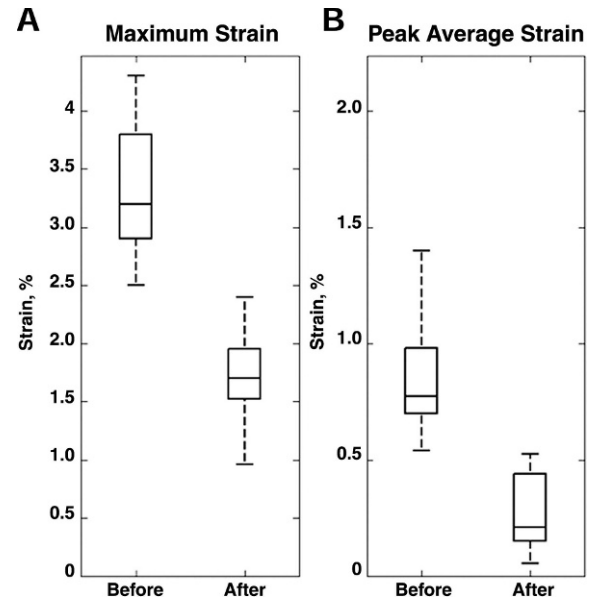 A
Maximum Strain
Strain, %
4
3.5
3.0
2.5
2.0
1.5
1.0
0.5
0
Before After
B
Peak Average Strain
Strain, %
2.0
1.5
1.0
0.5
0
Before After